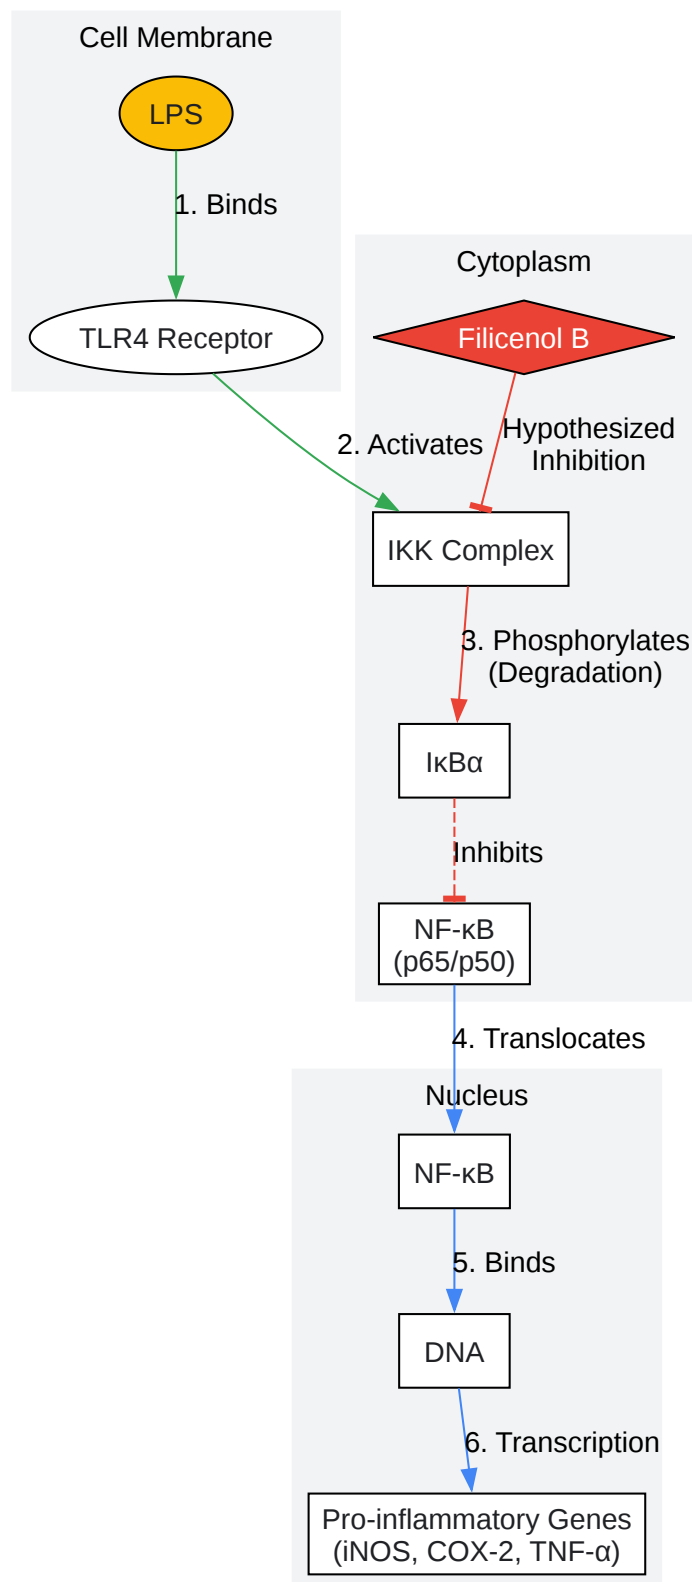 Cell Membrane
LPS
1. Binds
Cytoplasm
TLR4 Receptor
Filicenol B
2. Activates
Hypothesized
Inhibition
IKK Complex
3. Phosphorylates
(Degradation)
IκBα
Inhibits
NF-κB
(p65/p50)
4. Translocates
Nucleus
NF-κB
5. Binds
DNA
6. Transcription
Pro-inflammatory Genes
(iNOS, COX-2, TNF-α)